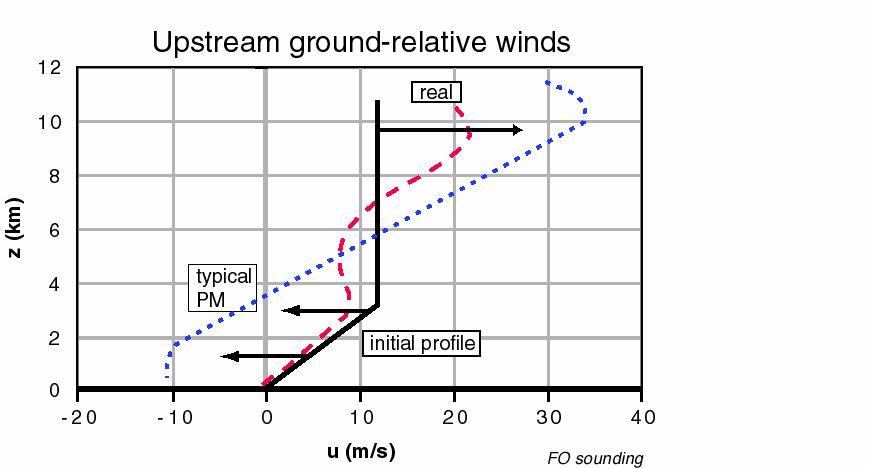 Upstream ground-relative winds
12
real
10
8
6
z (km)
typical
PM
4
initial profile
2
0
-20 -10 0 10 20 30 40
u (m/s)
FO sounding